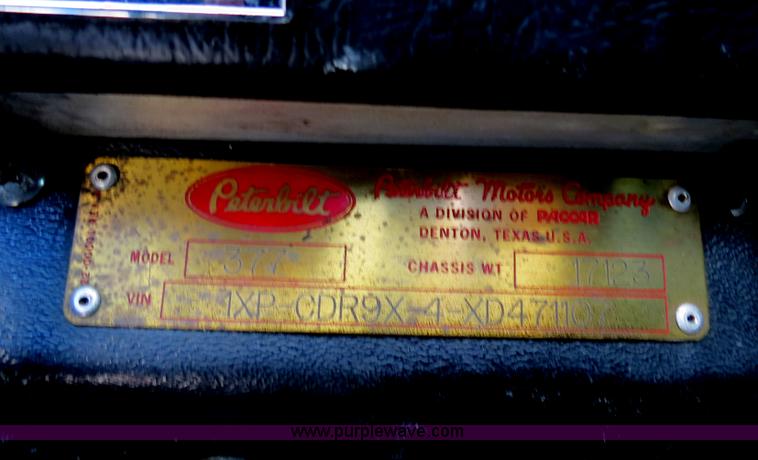 Peterbilt
Peterbilt Motors Company
A DIVISION OF PACCAR
DENTON, TEXAS U.S.A.
MODEL 377
CHASSIS WT 17123
VIN 1XP-CDR9X-4-XD471107
www.purplewave.com